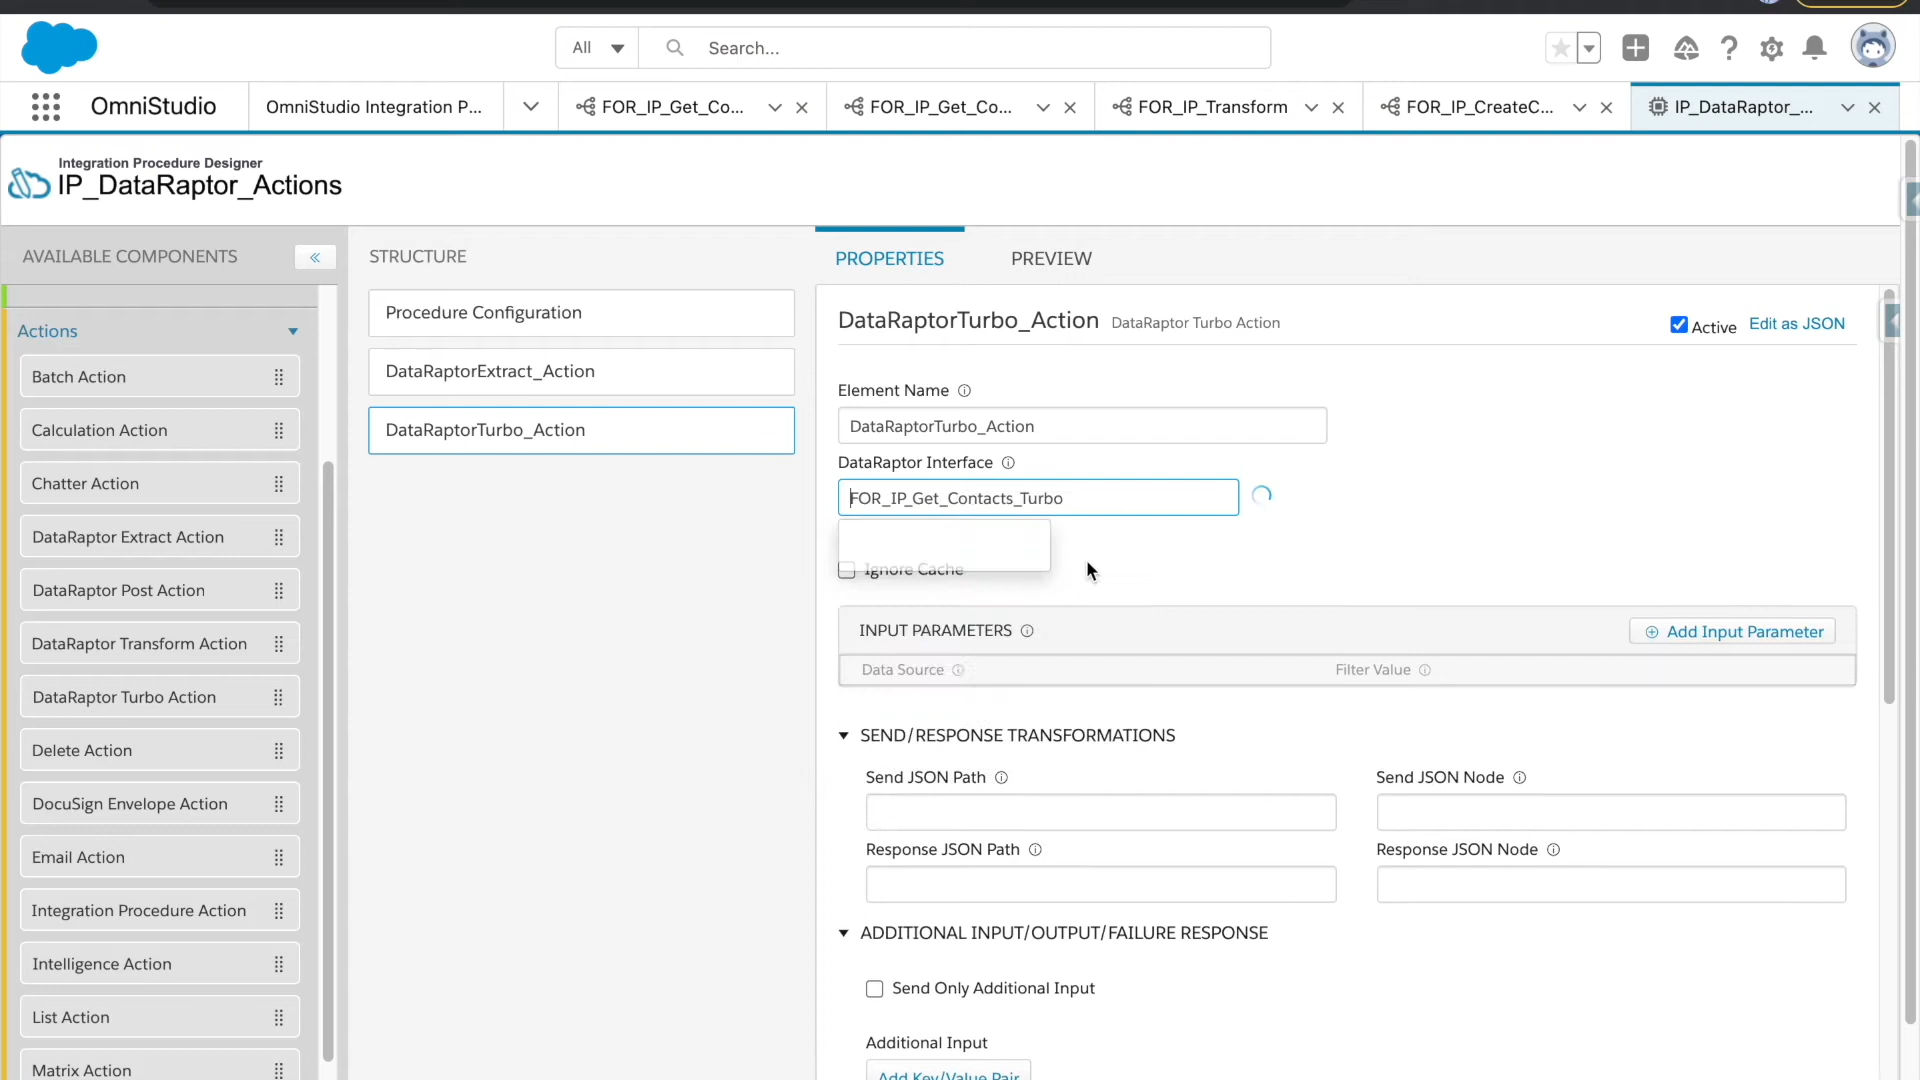 All
Search...
OmniStudio
OmniStudio Integration P...
FOR_IP_Get_Co...
FOR_IP_Get_Co...
FOR_IP_Transform
FOR_IP_CreateC...
IP_DataRaptor_...
Integration Procedure Designer
IP_DataRaptor_Actions
AVAILABLE COMPONENTS
«
Actions
Batch Action
Calculation Action
Chatter Action
DataRaptor Extract Action
DataRaptor Post Action
DataRaptor Transform Action
DataRaptor Turbo Action
Delete Action
DocuSign Envelope Action
Email Action
Integration Procedure Action
Intelligence Action
List Action
Matrix Action
STRUCTURE
Procedure Configuration
DataRaptorExtract_Action
DataRaptorTurbo_Action
PROPERTIES
PREVIEW
DataRaptorTurbo_Action DataRaptor Turbo Action
Active Edit as JSON
Element Name
DataRaptorTurbo_Action
DataRaptor Interface
FOR_IP_Get_Contacts_Turbo
Ignore Cache
INPUT PARAMETERS
Add Input Parameter
Data Source
Filter Value
SEND/RESPONSE TRANSFORMATIONS
Send JSON Path
Send JSON Node
Response JSON Path
Response JSON Node
ADDITIONAL INPUT/OUTPUT/FAILURE RESPONSE
Send Only Additional Input
Additional Input
Add Key/Value Pair